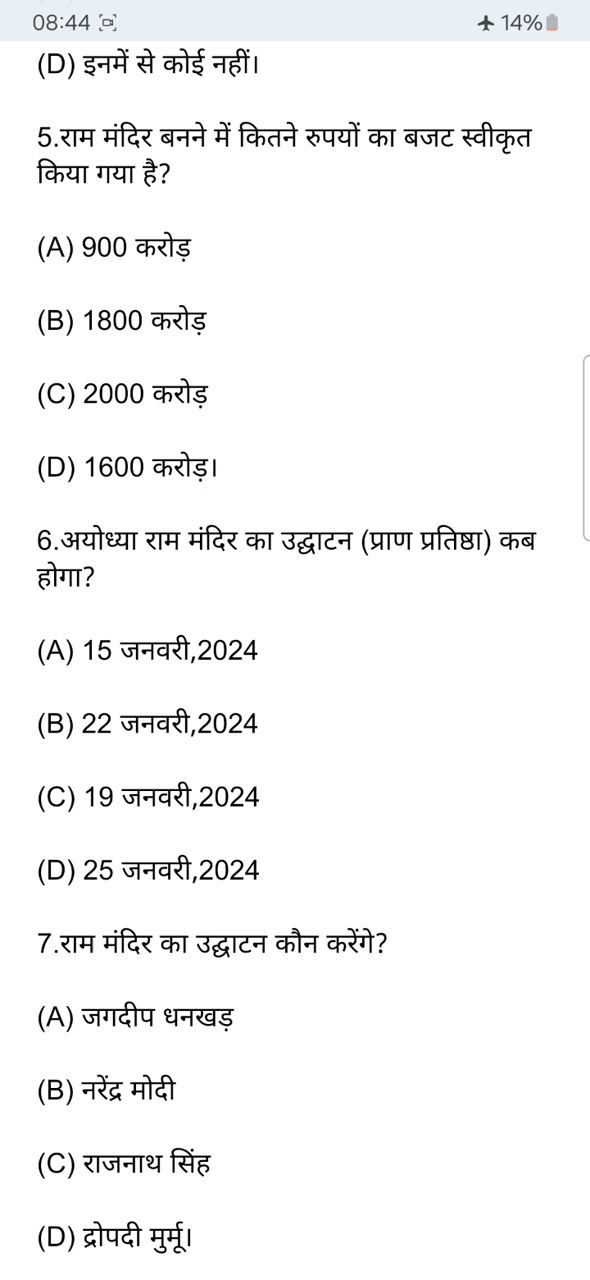 08:44 14%
(D) इनमें से कोई नहीं।
5.राम मंदिर बनने में कितने रुपयों का बजट स्वीकृत
किया गया है?
(A) 900 करोड़
(B) 1800 करोड़
(C) 2000 करोड़
(D) 1600 करोड़।
6.अयोध्या राम मंदिर का उद्घाटन (प्राण प्रतिष्ठा) कब
होगा?
(A) 15 जनवरी,2024
(B) 22 जनवरी,2024
(C) 19 जनवरी,2024
(D) 25 जनवरी,2024
7.राम मंदिर का उद्घाटन कौन करेंगे?
(A) जगदीप धनखड़
(B) नरेंद्र मोदी
(C) राजनाथ सिंह
(D) द्रोपदी मुर्मू।